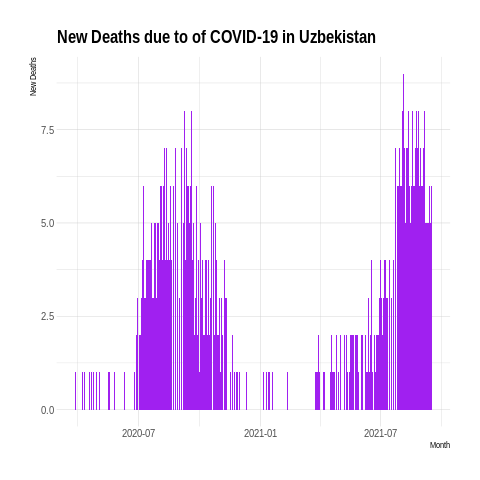 New Deaths due to of COVID-19 in Uzbekistan
New Deaths
7.5
5.0
2.5
0.0
2020-07
2021-01
2021-07
Month